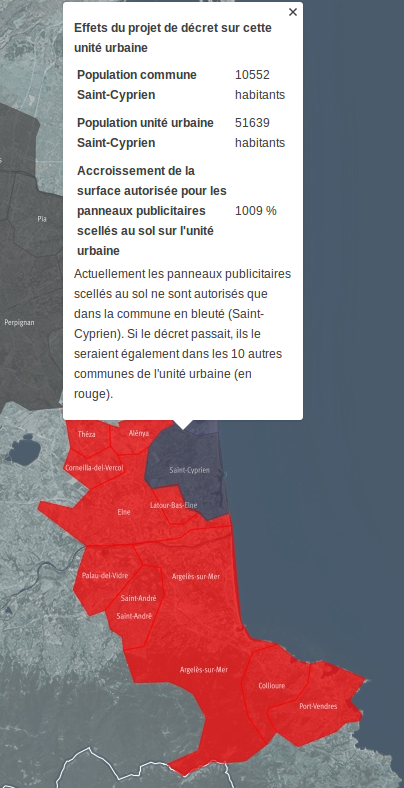 ×
Effets du projet de décret sur cette
unité urbaine
Population commune 10552
Saint-Cyprien habitants
Population unité urbaine 51639
Saint-Cyprien habitants
Accroissement de la
surface autorisée pour les
panneaux publicitaires 1009 %
scellés au sol sur l'unité
urbaine
Actuellement les panneaux publicitaires
scellés au sol ne sont autorisés que
dans la commune en bleuté (Saint-
Cyprien). Si le décret passait, ils le
seraient également dans les 10 autres
communes de l'unité urbaine (en
rouge).
Pia
Perpignan
Théza
Alénya
Corneilla-del-Vercol
Saint-Cyprien
Elne
Latour-Bas-Elne
Palau-del-Vidre
Argelès-sur-Mer
Saint-André
Saint-André
Argelès-sur-Mer
Collioure
Port-Vendres